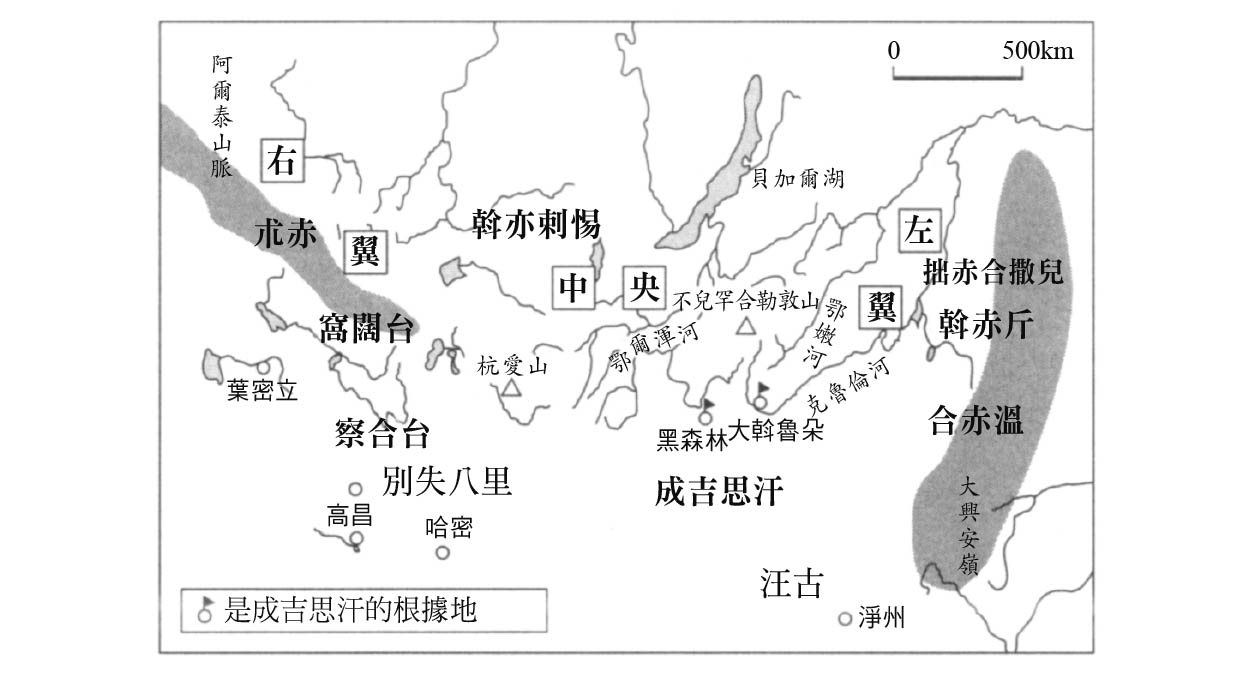 0 500km
阿爾泰山脈
右
翼
朮赤
斡亦剌惕
貝加爾湖
左
翼
拙赤合撒兒
中
央
不兒罕合勒敦山
斡赤斤
鄂嫩河
窩闊台
鄂爾渾河
杭愛山
克魯倫河
葉密立
合赤溫
察合台
黑森林
大斡魯朵
別失八里
成吉思汗
高昌
哈密
大興安嶺
汪古
是成吉思汗的根據地
淨州